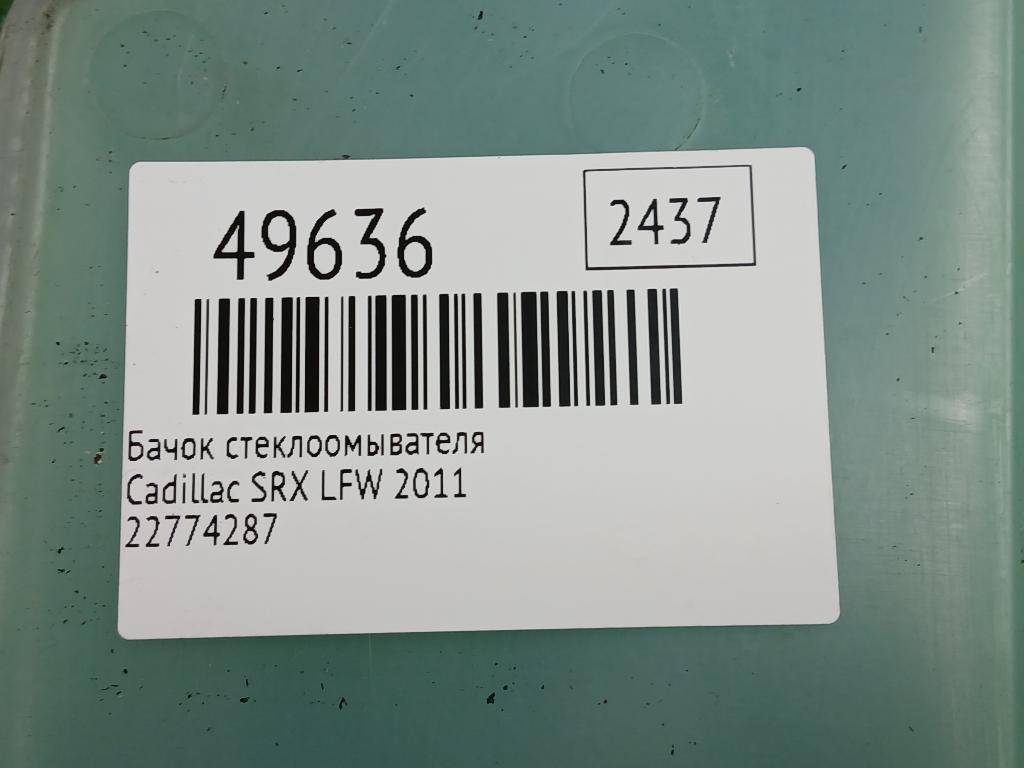 49636
2437
Бачок стеклоомывателя
Cadillac SRX LFW 2011
22774287